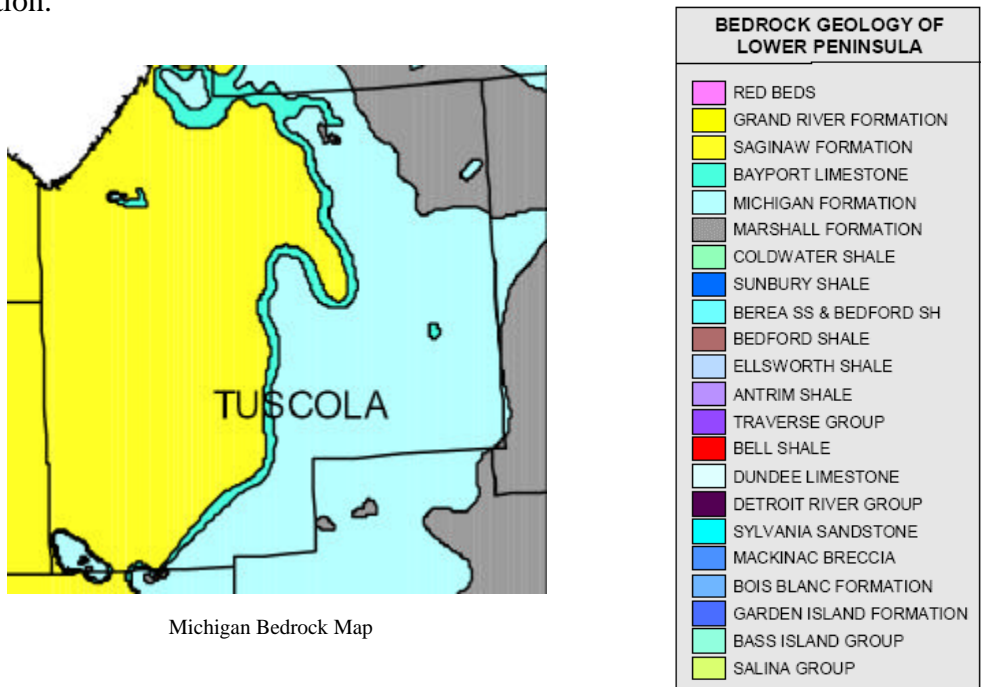 tion.
BEDROCK GEOLOGY OF
LOWER PENINSULA
RED BEDS
GRAND RIVER FORMATION
SAGINAW FORMATION
BAYPORT LIMESTONE
MICHIGAN FORMATION
MARSHALL FORMATION
COLDWATER SHALE
SUNBURY SHALE
BEREA SS & BEDFORD SH
BEDFORD SHALE
ELLSWORTH SHALE
ANTRIM SHALE
TRAVERSE GROUP
BELL SHALE
DUNDEE LIMESTONE
DETROIT RIVER GROUP
SYLVANIA SANDSTONE
MACKINAC BRECCIA
BOIS BLANC FORMATION
GARDEN ISLAND FORMATION
BASS ISLAND GROUP
SALINA GROUP
TUSCOLA
Michigan Bedrock Map